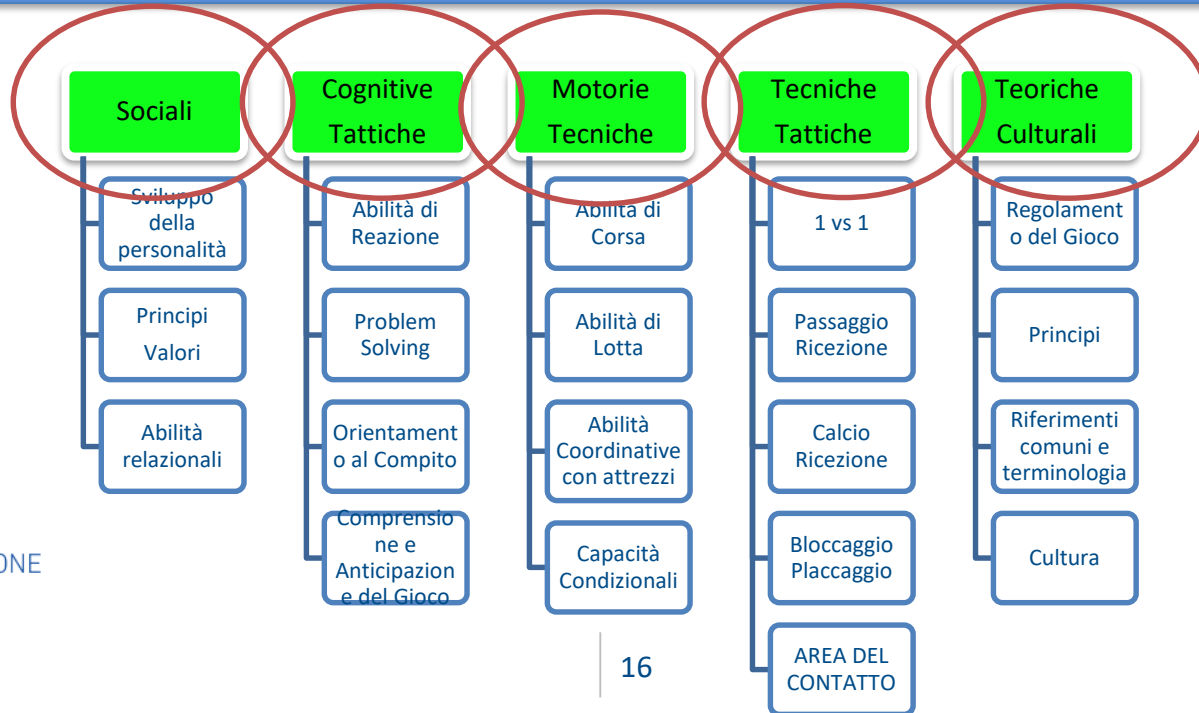 Sociali
Sviluppo
della
personalità
Principi
Valori
Abilità
relazionali
Cognitive
Tattiche
Abilità di
Reazione
Problem
Solving
Orientament
o al Compito
Comprensio
ne e
Anticipazion
e del Gioco
Motorie
Tecniche
Abilità di
Corsa
Abilità di
Lotta
Abilità
Coordinative
con attrezzi
Capacità
Condizionali
Tecniche
Tattiche
1 vs 1
Passaggio
Ricezione
Calcio
Ricezione
Bloccaggio
Placcaggio
AREA DEL
CONTATTO
Teoriche
Culturali
Regolament
o del Gioco
Principi
Riferimenti
comuni e
terminologia
Cultura
ONE
16